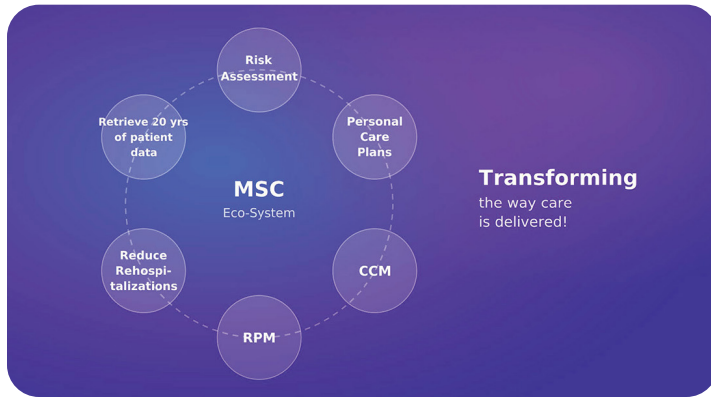 Risk
Assessment
Retrieve 20 yrs
of patient
data
Personal
Care
Plans
MSC
Eco-System
Transforming
the way care
is delivered!
Reduce
Rehospi-
talizations
CCM
RPM